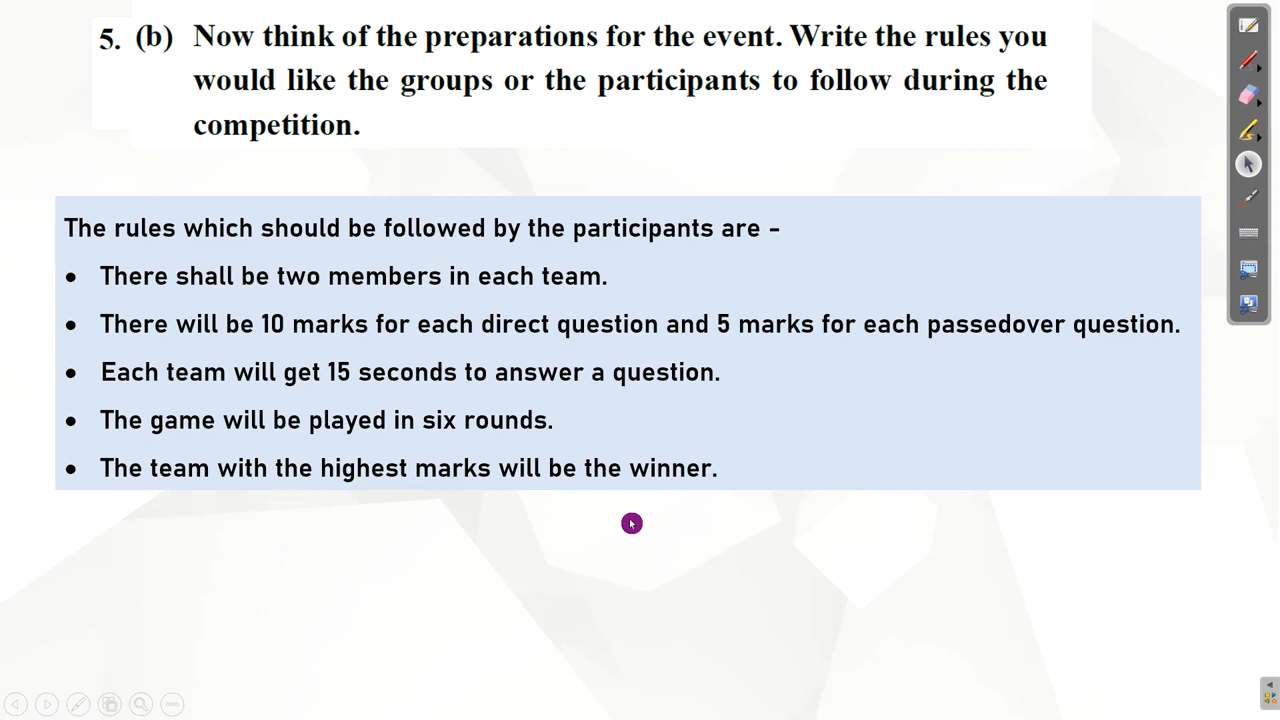 5. (b) Now think of the preparations for the event. Write the rules you
would like the groups or the participants to follow during the
competition.
The rules which should be followed by the participants are -
• There shall be two members in each team.
• There will be 10 marks for each direct question and 5 marks for each passedover question.
• Each team will get 15 seconds to answer a question.
• The game will be played in six rounds.
• The team with the highest marks will be the winner.